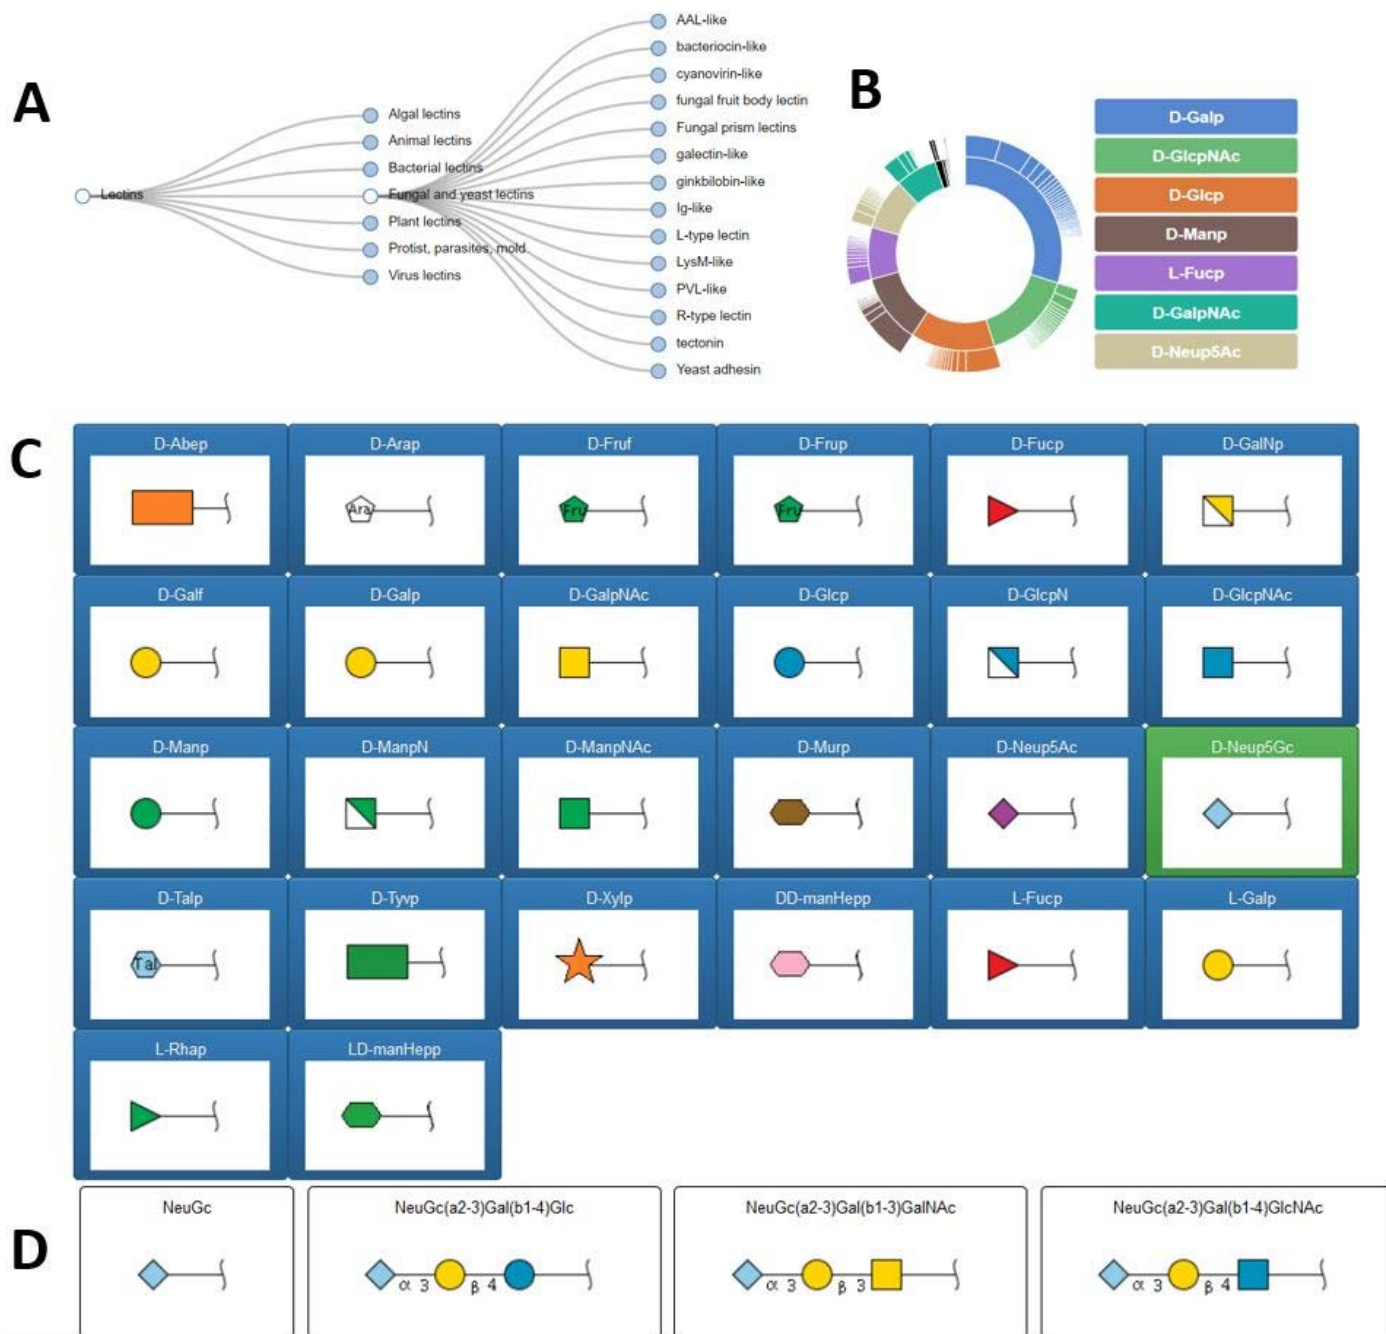 A
Lectins
Algal lectins
Animal lectins
Bacterial lectins
Fungal and yeast lectins
Plant lectins
Protist, parasites, mold
Virus lectins
AAL-like
bacteriocin-like
cyanovirin-like
fungal fruit body lectin
Fungal prism lectins
galectin-like
ginkbilobin-like
Ig-like
L-type lectin
LysM-like
PVL-like
R-type lectin
tectonin
Yeast adhesin
B
D-Galp
D-GlcpNAc
D-Glcp
D-Manp
L-Fucp
D-GalpNAc
D-Neup5Ac
C
D-Abep D-Arap D-Fruf D-Frup D-Fucp D-GalNp
Ara Fru Fru
D-Galf D-Galp D-GalpNAc D-Glcp D-GlcpN D-GlcpNAc
D-Manp D-ManpN D-ManpNAc D-Murp D-Neup5Ac D-Neup5Gc
D-Talp D-Tyvp D-Xylp DD-manHepp L-Fucp L-Galp
Tal
L-Rhap LD-manHepp
D
NeuGc NeuGc(a2-3)Gal(b1-4)Glc NeuGc(a2-3)Gal(b1-3)GalNAc NeuGc(a2-3)Gal(b1-4)GlcNAc
α 3 β 4 α 3 β 3 α 3 β 4